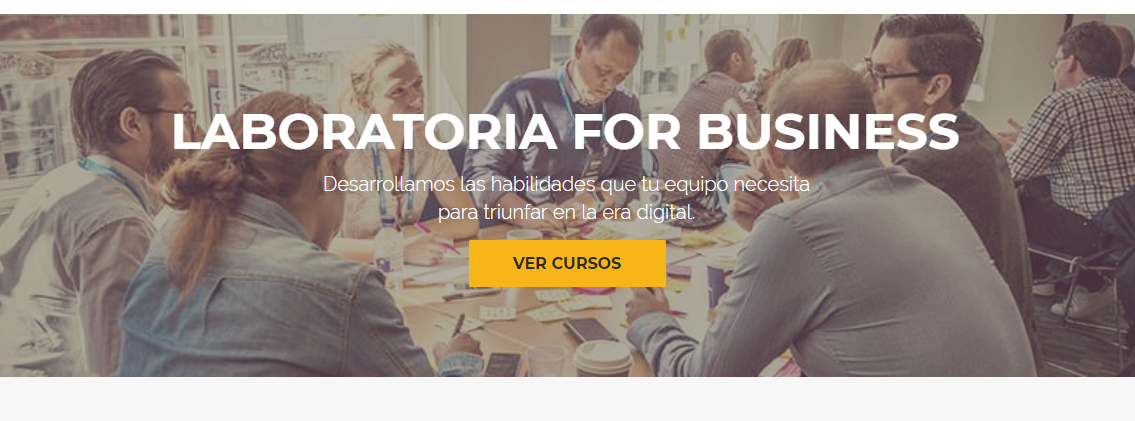 LABORATORIA FOR BUSINESS
Desarrollamos las habilidades que tu equipo necesita
para triunfar en la era digital.
VER CURSOS